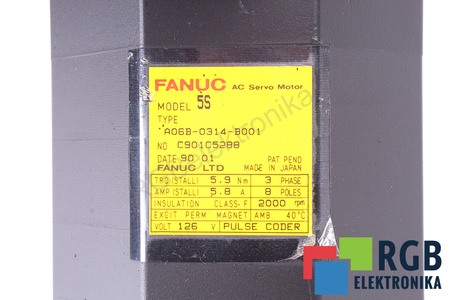 FANUC AC Servo Motor
MODEL 5S
TYPE
A06B-0314-B001
NO C901C5288
DATE 90.01 PAT PEND
FANUC LTD MADE IN JAPAN
TRQ(STALL) 5.9 Nm 3 PHASE
AMP(STALL) 5.8 A 8 POLES
INSULATION CLASS-F 2000 rpm
EXCIT PERM MAGNET AMB 40°C
VOLT 126 V PULSE CODER
RGB
ELEKTRONIKA